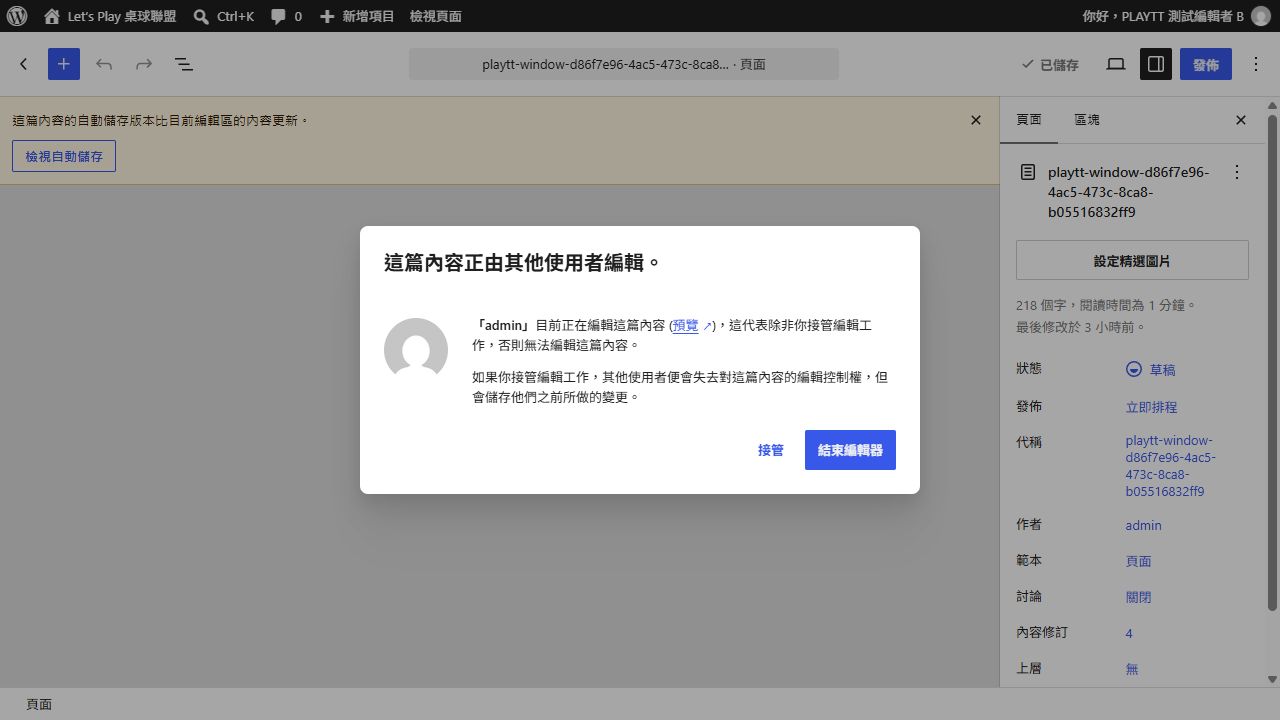 Let's Play 桌球聯盟 Ctrl+K 0 新增項目 檢視頁面 你好，PLAYTT 測試編輯者 B
playtt-window-d86f7e96-4ac5-473c-8ca8... · 頁面 已儲存 發佈
這篇內容的自動儲存版本比目前編輯區的內容更新。
檢視自動儲存
頁面 區塊
playtt-window-d86f7e96-
4ac5-473c-8ca8-
b05516832ff9
設定精選圖片
218 個字，閱讀時間為 1 分鐘。
最後修改於 3 小時前。
狀態 草稿
發佈 立即排程
代稱 playtt-window-
d86f7e96-4ac5-
473c-8ca8-
b05516832ff9
作者 admin
範本 頁面
討論 關閉
內容修訂 4
上層 無
這篇內容正由其他使用者編輯。
「admin」目前正在編輯這篇內容 (預覽 ↗)，這代表除非你接管編輯工
作，否則無法編輯這篇內容。
如果你接管編輯工作，其他使用者便會失去對這篇內容的編輯控制權，但
會儲存他們之前所做的變更。
接管 結束編輯器
頁面